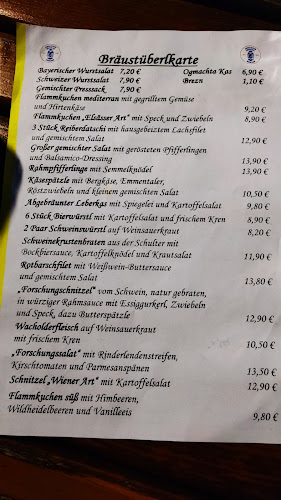 Bräustüberlkarte
Bayerischer Wurstsalat 7,20 € Ogmachta Kas 6,90 €
Schweizer Wurstsalat 7,90 € Brezn 1,10 €
Gemischter Presssack 7,90 €
Flammkuchen mediterran mit gegrilltem Gemüse
und Hirtenkäse 9,20 €
Flammkuchen „Elsässer Art“ mit Speck und Zwiebeln 8,90 €
3 Stück Reiberdatschi mit hausgebeiztem Lachsfilet
und gemischtem Salat 12,90 €
Großer gemischter Salat mit gerösteten Pfifferlingen
und Balsamico-Dressing 13,90 €
Rahmpfifferlinge mit Semmelknödel 13,90 €
Käsespätzle mit Bergkäse, Emmentaler,
Röstzwiebeln und kleinem gemischten Salat 10,50 €
Abgebräunter Leberkas mit Spiegelei und Kartoffelsalat 9,80 €
6 Stück Bierwürstl mit Kartoffelsalat und frischem Kren 8,90 €
2 Paar Schweinswürstl auf Weinsauerkraut 8,20 €
Schweinekrustenbraten aus der Schulter mit
Bockbiersauce, Kartoffelknödel und Krautsalat 11,90 €
Rotbarschfilet mit Weißwein-Buttersauce
und gemischtem Salat 13,80 €
„Forschungschnitzel“ vom Schwein, natur gebraten,
in würziger Rahmsauce mit Essiggurkerl, Zwiebeln
und Speck, dazu Butterspätzle 12,90 €
Wacholderfleisch auf Weinsauerkraut
mit frischem Kren 10,50 €
„Forschungssalat“ mit Rinderlendenstreifen,
Kirschtomaten und Parmesanspänen 13,50 €
Schnitzel „Wiener Art“ mit Kartoffelsalat 12,90 €
Flammkuchen süß mit Himbeeren,
Wildheidelbeeren und Vanilleeis 9,80 €